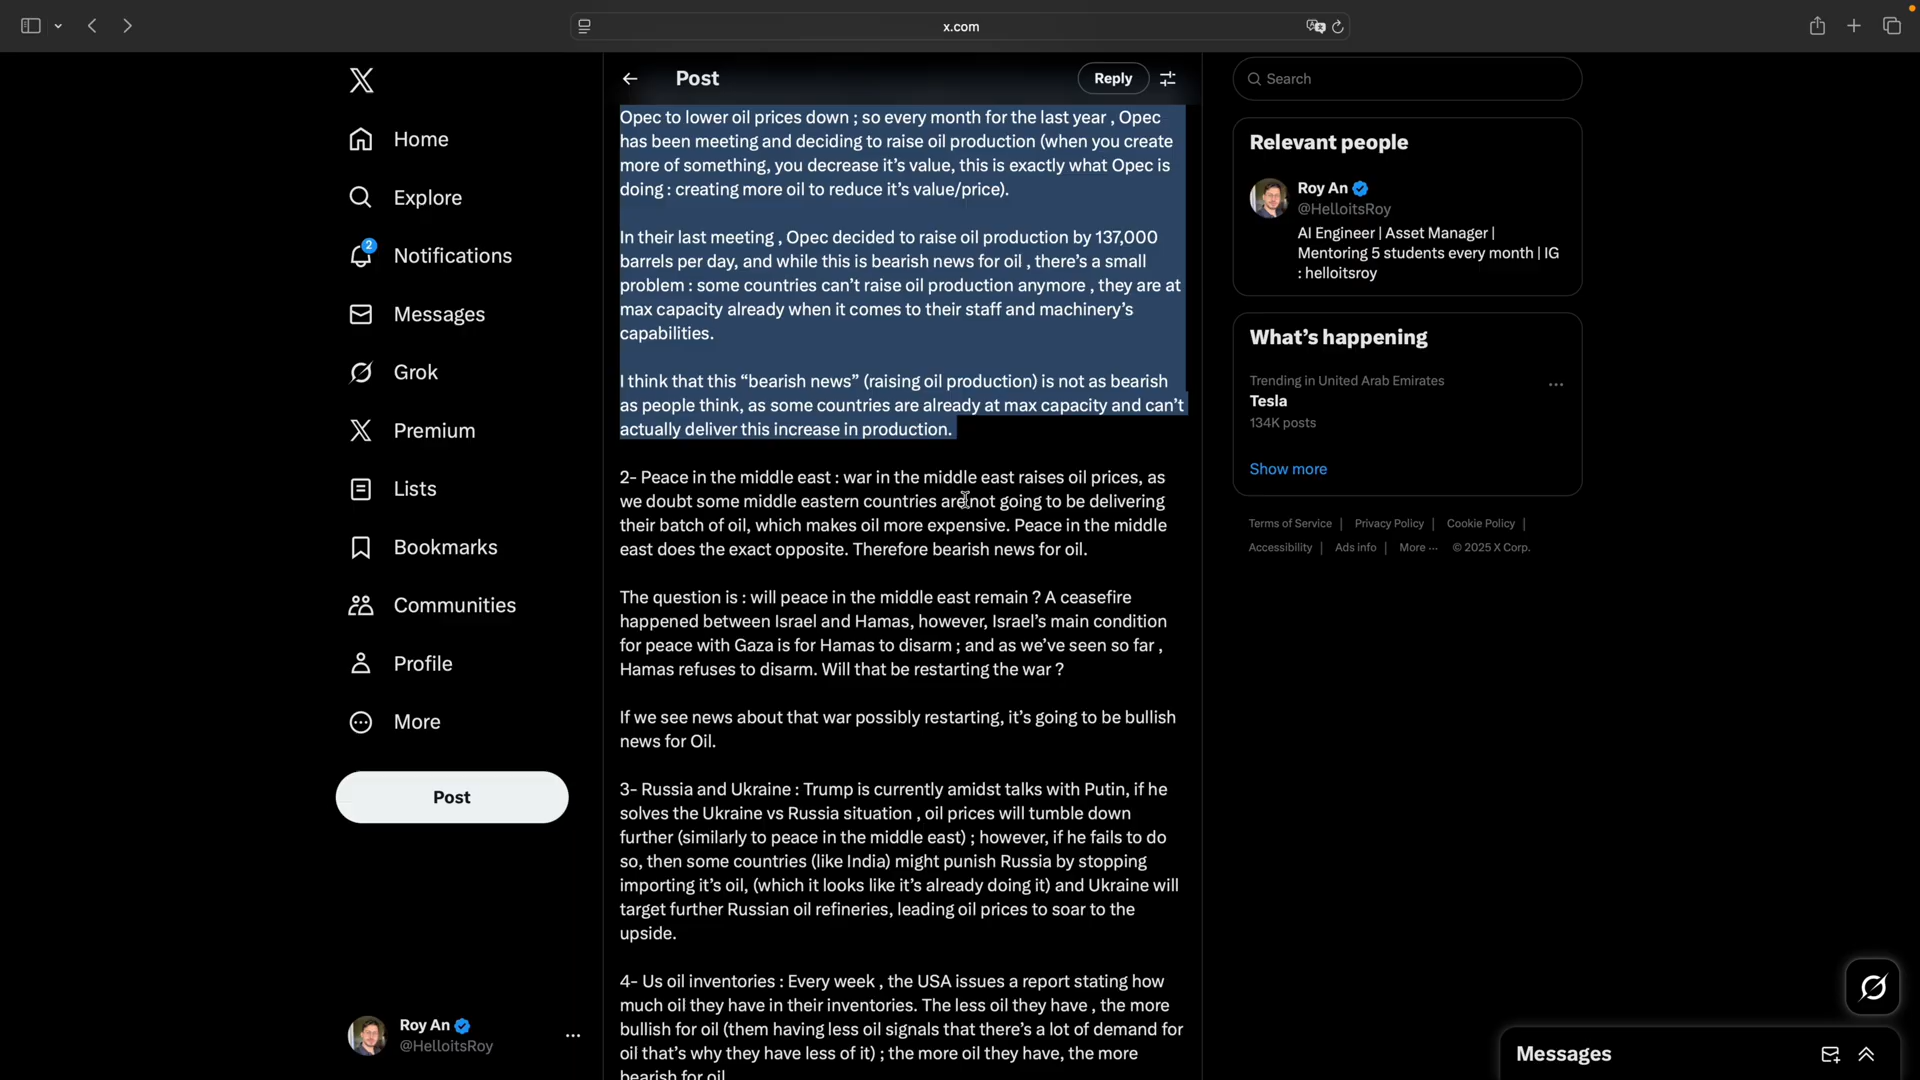 x.com
Home
Explore
2
Notifications
Messages
Grok
Premium
Lists
Bookmarks
Communities
Profile
More
Post
Roy An
@HelloitsRoy
Post
Reply
Opec to lower oil prices down ; so every month for the last year , Opec
has been meeting and deciding to raise oil production (when you create
more of something, you decrease it’s value, this is exactly what Opec is
doing : creating more oil to reduce it’s value/price).
In their last meeting , Opec decided to raise oil production by 137,000
barrels per day, and while this is bearish news for oil , there’s a small
problem : some countries can’t raise oil production anymore , they are at
max capacity already when it comes to their staff and machinery’s
capabilities.
I think that this “bearish news” (raising oil production) is not as bearish
as people think, as some countries are already at max capacity and can’t
actually deliver this increase in production.
2- Peace in the middle east : war in the middle east raises oil prices, as
we doubt some middle eastern countries are not going to be delivering
their batch of oil, which makes oil more expensive. Peace in the middle
east does the exact opposite. Therefore bearish news for oil.
The question is : will peace in the middle east remain ? A ceasefire
happened between Israel and Hamas, however, Israel’s main condition
for peace with Gaza is for Hamas to disarm ; and as we’ve seen so far ,
Hamas refuses to disarm. Will that be restarting the war ?
If we see news about that war possibly restarting, it’s going to be bullish
news for Oil.
3- Russia and Ukraine : Trump is currently amidst talks with Putin, if he
solves the Ukraine vs Russia situation , oil prices will tumble down
further (similarly to peace in the middle east) ; however, if he fails to do
so, then some countries (like India) might punish Russia by stopping
importing it’s oil, (which it looks like it’s already doing it) and Ukraine will
target further Russian oil refineries, leading oil prices to soar to the
upside.
4- Us oil inventories : Every week , the USA issues a report stating how
much oil they have in their inventories. The less oil they have , the more
bullish for oil (them having less oil signals that there’s a lot of demand for
oil that’s why they have less of it) ; the more oil they have, the more
bearish for oil
Search
Relevant people
Roy An
@HelloitsRoy
AI Engineer | Asset Manager |
Mentoring 5 students every month | IG
: helloitsroy
What’s happening
Trending in United Arab Emirates
Tesla
134K posts
Show more
Terms of Service | Privacy Policy | Cookie Policy |
Accessibility | Ads info | More ··· © 2025 X Corp.
Messages